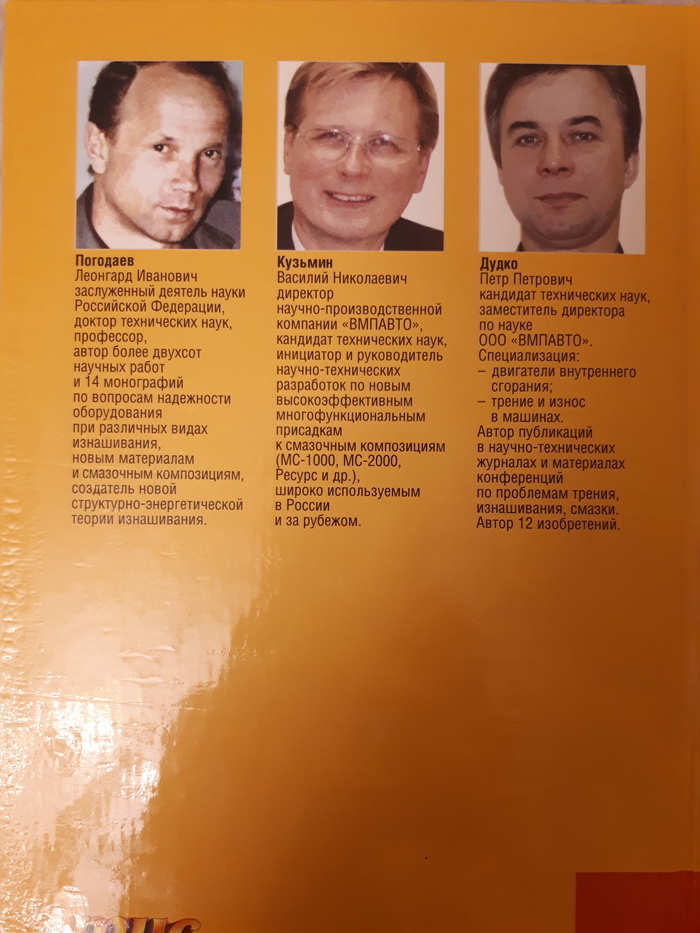 Погодаев
Леонгард Иванович
заслуженный деятель науки
Российской Федерации,
доктор технических наук,
профессор,
автор более двухсот
научных работ
и 14 монографий
по вопросам надежности
оборудования
при различных видах
изнашивания,
новым материалам
и смазочным композициям,
создатель новой
структурно-энергетической
теории изнашивания.
Кузьмин
Василий Николаевич
директор
научно-производственной
компании «ВМПАВТО»,
кандидат технических наук,
инициатор и руководитель
научно-технических
разработок по новым
высокоэффективным
многофункциональным
присадкам
к смазочным композициям
(МС-1000, МС-2000,
Ресурс и др.),
широко используемым
в России
и за рубежом.
Дудко
Петр Петрович
кандидат технических наук,
заместитель директора
по науке
ООО «ВМПАВТО».
Специализация:
– двигатели внутреннего
сгорания;
– трение и износ
в машинах.
Автор публикаций
в научно-технических
журналах и материалах
конференций
по проблемам трения,
изнашивания, смазки.
Автор 12 изобретений.